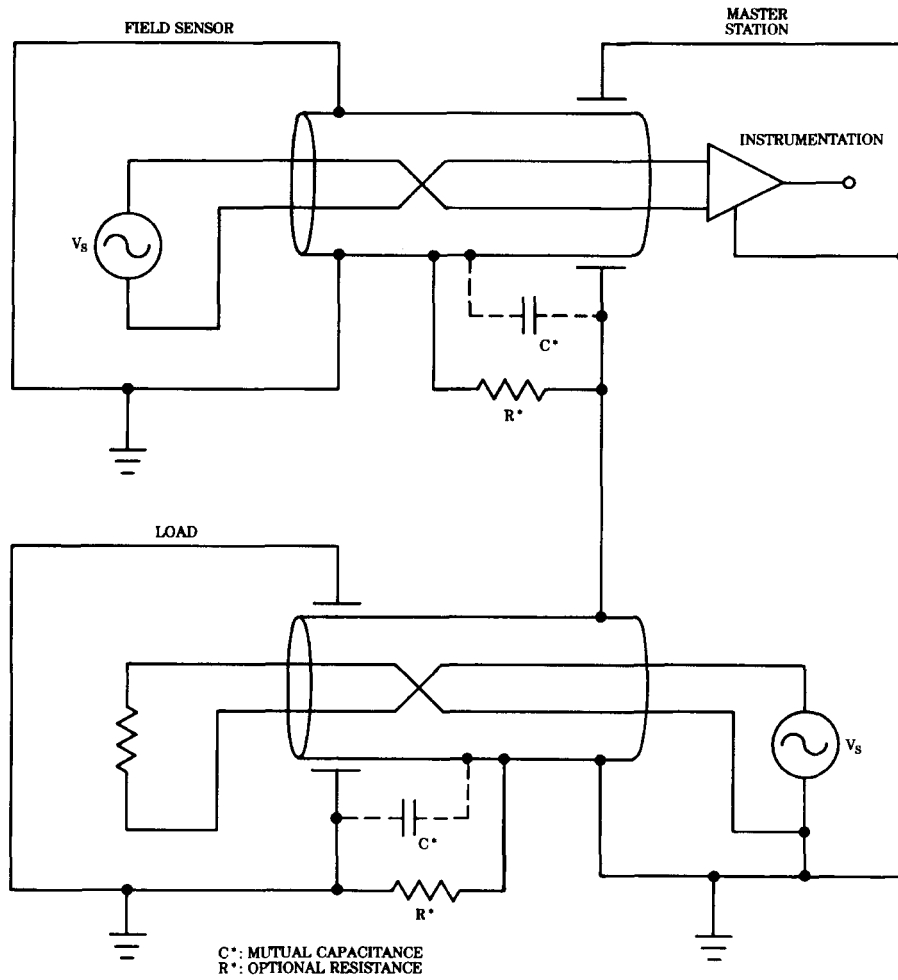 FIELD SENSOR
MASTER
STATION
INSTRUMENTATION
VS
C*
R*
LOAD
VS
C*
R*
C*: MUTUAL CAPACITANCE
R*: OPTIONAL RESISTANCE